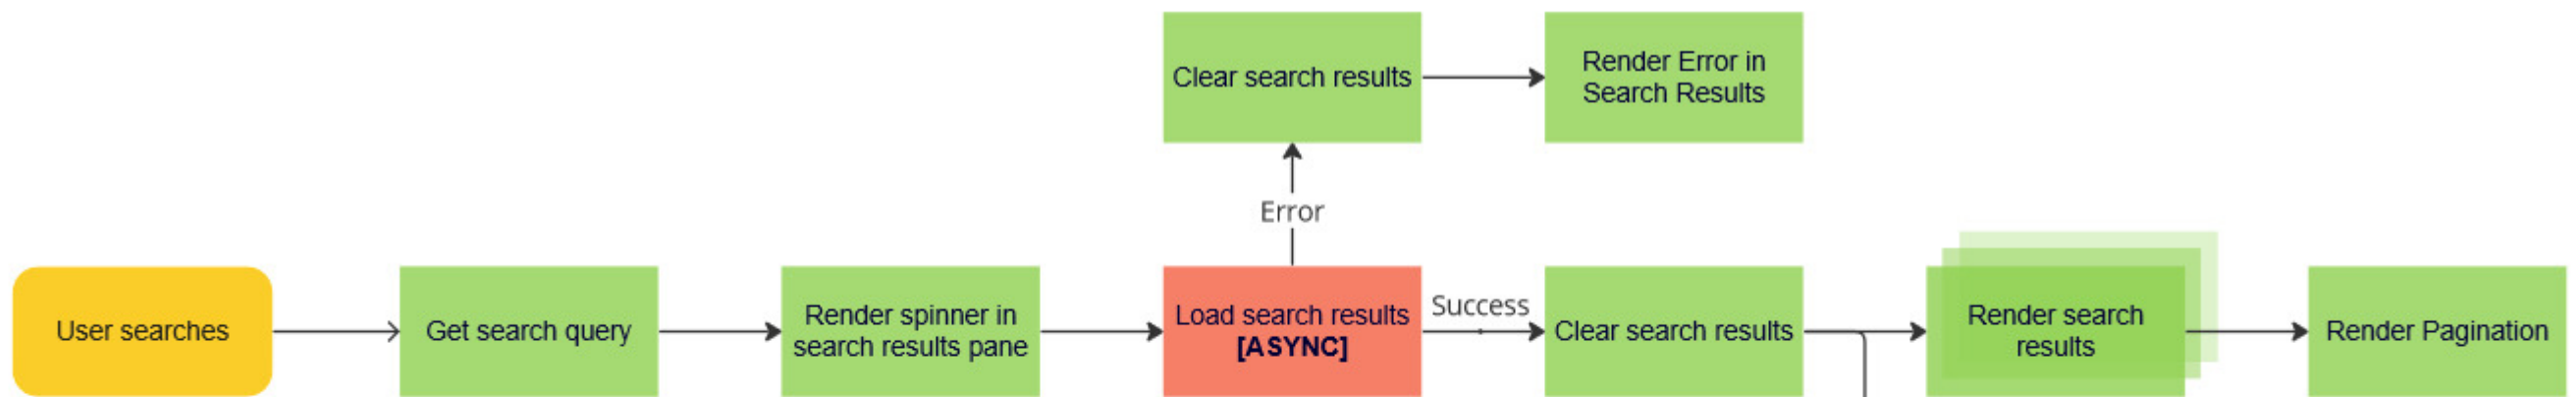 Clear search results
Render Error in
Search Results
Error
User searches
Get search query
Render spinner in
search results pane
Load search results
[ASYNC]
Success
Clear search results
Render search
results
Render Pagination